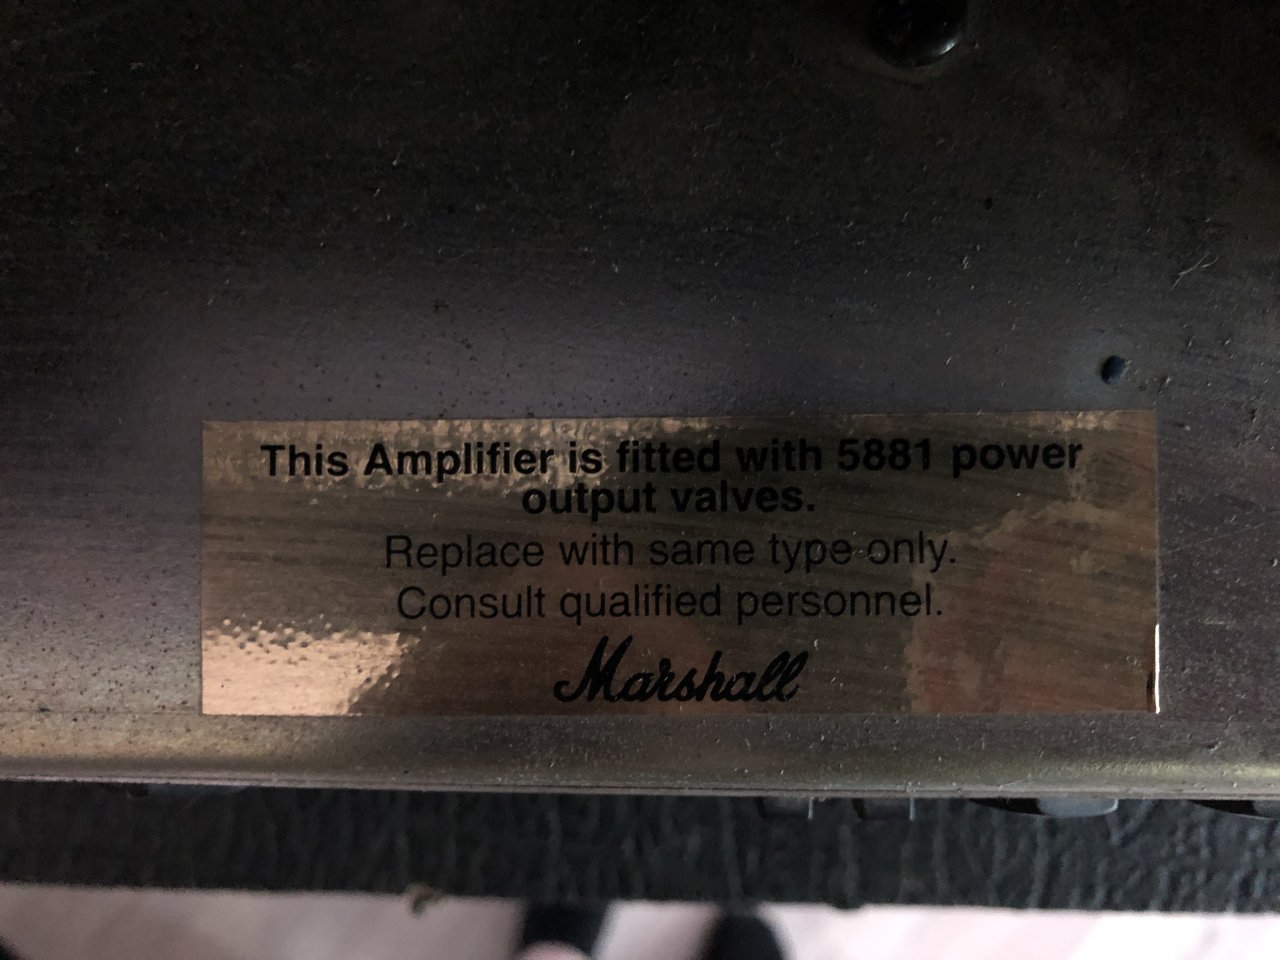 This Amplifier is fitted with 5881 power
output valves.
Replace with same type only.
Consult qualified personnel.
Marshall